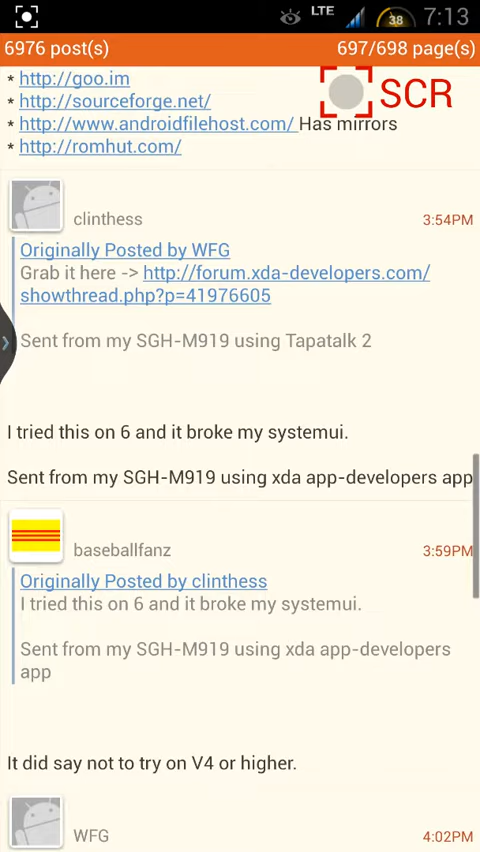 LTE 38 7:13
6976 post(s) 697/698 page(s)
* http://goo.im
SCR
* http://sourceforge.net/
* http://www.androidfilehost.com/ Has mirrors
* http://romhut.com/
clinthess 3:54PM
Originally Posted by WFG
Grab it here -> http://forum.xda-developers.com/
showthread.php?p=41976605
Sent from my SGH-M919 using Tapatalk 2
I tried this on 6 and it broke my systemui.
Sent from my SGH-M919 using xda app-developers app
baseballfanz 3:59PM
Originally Posted by clinthess
I tried this on 6 and it broke my systemui.
Sent from my SGH-M919 using xda app-developers
app
It did say not to try on V4 or higher.
WFG 4:02PM